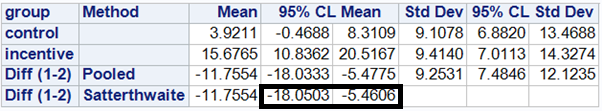 group Method Mean 95% CL Mean Std Dev 95% CL Std Dev
control 3.9211 -0.4688 8.3109 9.1078 6.8820 13.4688
incentive 15.6765 10.8362 20.5167 9.4140 7.0113 14.3274
Diff (1-2) Pooled -11.7554 -18.0333 -5.4775 9.2531 7.4846 12.1235
Diff (1-2) Satterthwaite -11.7554 -18.0503 -5.4606